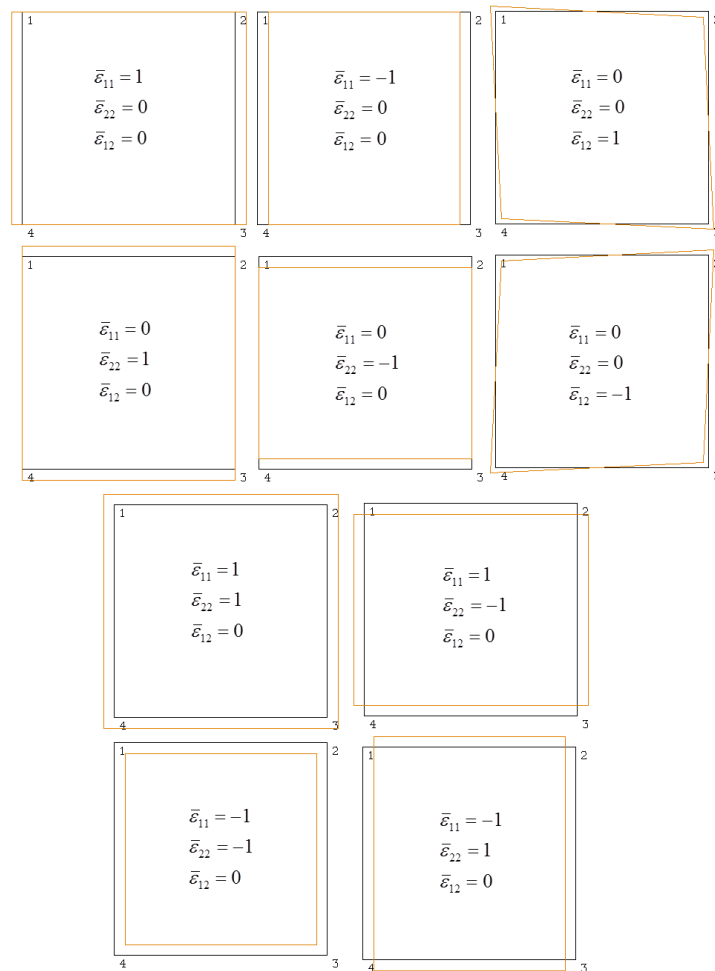 1 2
ε̄₁₁ = 1
ε̄₂₂ = 0
ε̄₁₂ = 0
4 3
1 2
ε̄₁₁ = −1
ε̄₂₂ = 0
ε̄₁₂ = 0
4 3
1
ε̄₁₁ = 0
ε̄₂₂ = 0
ε̄₁₂ = 1
4
1 2
ε̄₁₁ = 0
ε̄₂₂ = 1
ε̄₁₂ = 0
4 3
1 2
ε̄₁₁ = 0
ε̄₂₂ = −1
ε̄₁₂ = 0
4 3
1
ε̄₁₁ = 0
ε̄₂₂ = 0
ε̄₁₂ = −1
4
1 2
ε̄₁₁ = 1
ε̄₂₂ = 1
ε̄₁₂ = 0
4 3
1 2
ε̄₁₁ = 1
ε̄₂₂ = −1
ε̄₁₂ = 0
4 3
1 2
ε̄₁₁ = −1
ε̄₂₂ = −1
ε̄₁₂ = 0
4 3
1 2
ε̄₁₁ = −1
ε̄₂₂ = 1
ε̄₁₂ = 0
4 3